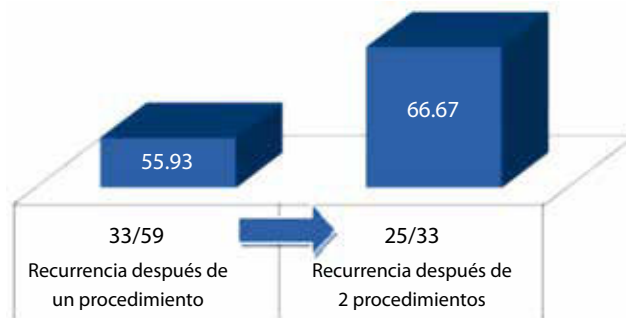 55.93
66.67
33/59
Recurrencia después de
un procedimiento
25/33
Recurrencia después de
2 procedimientos